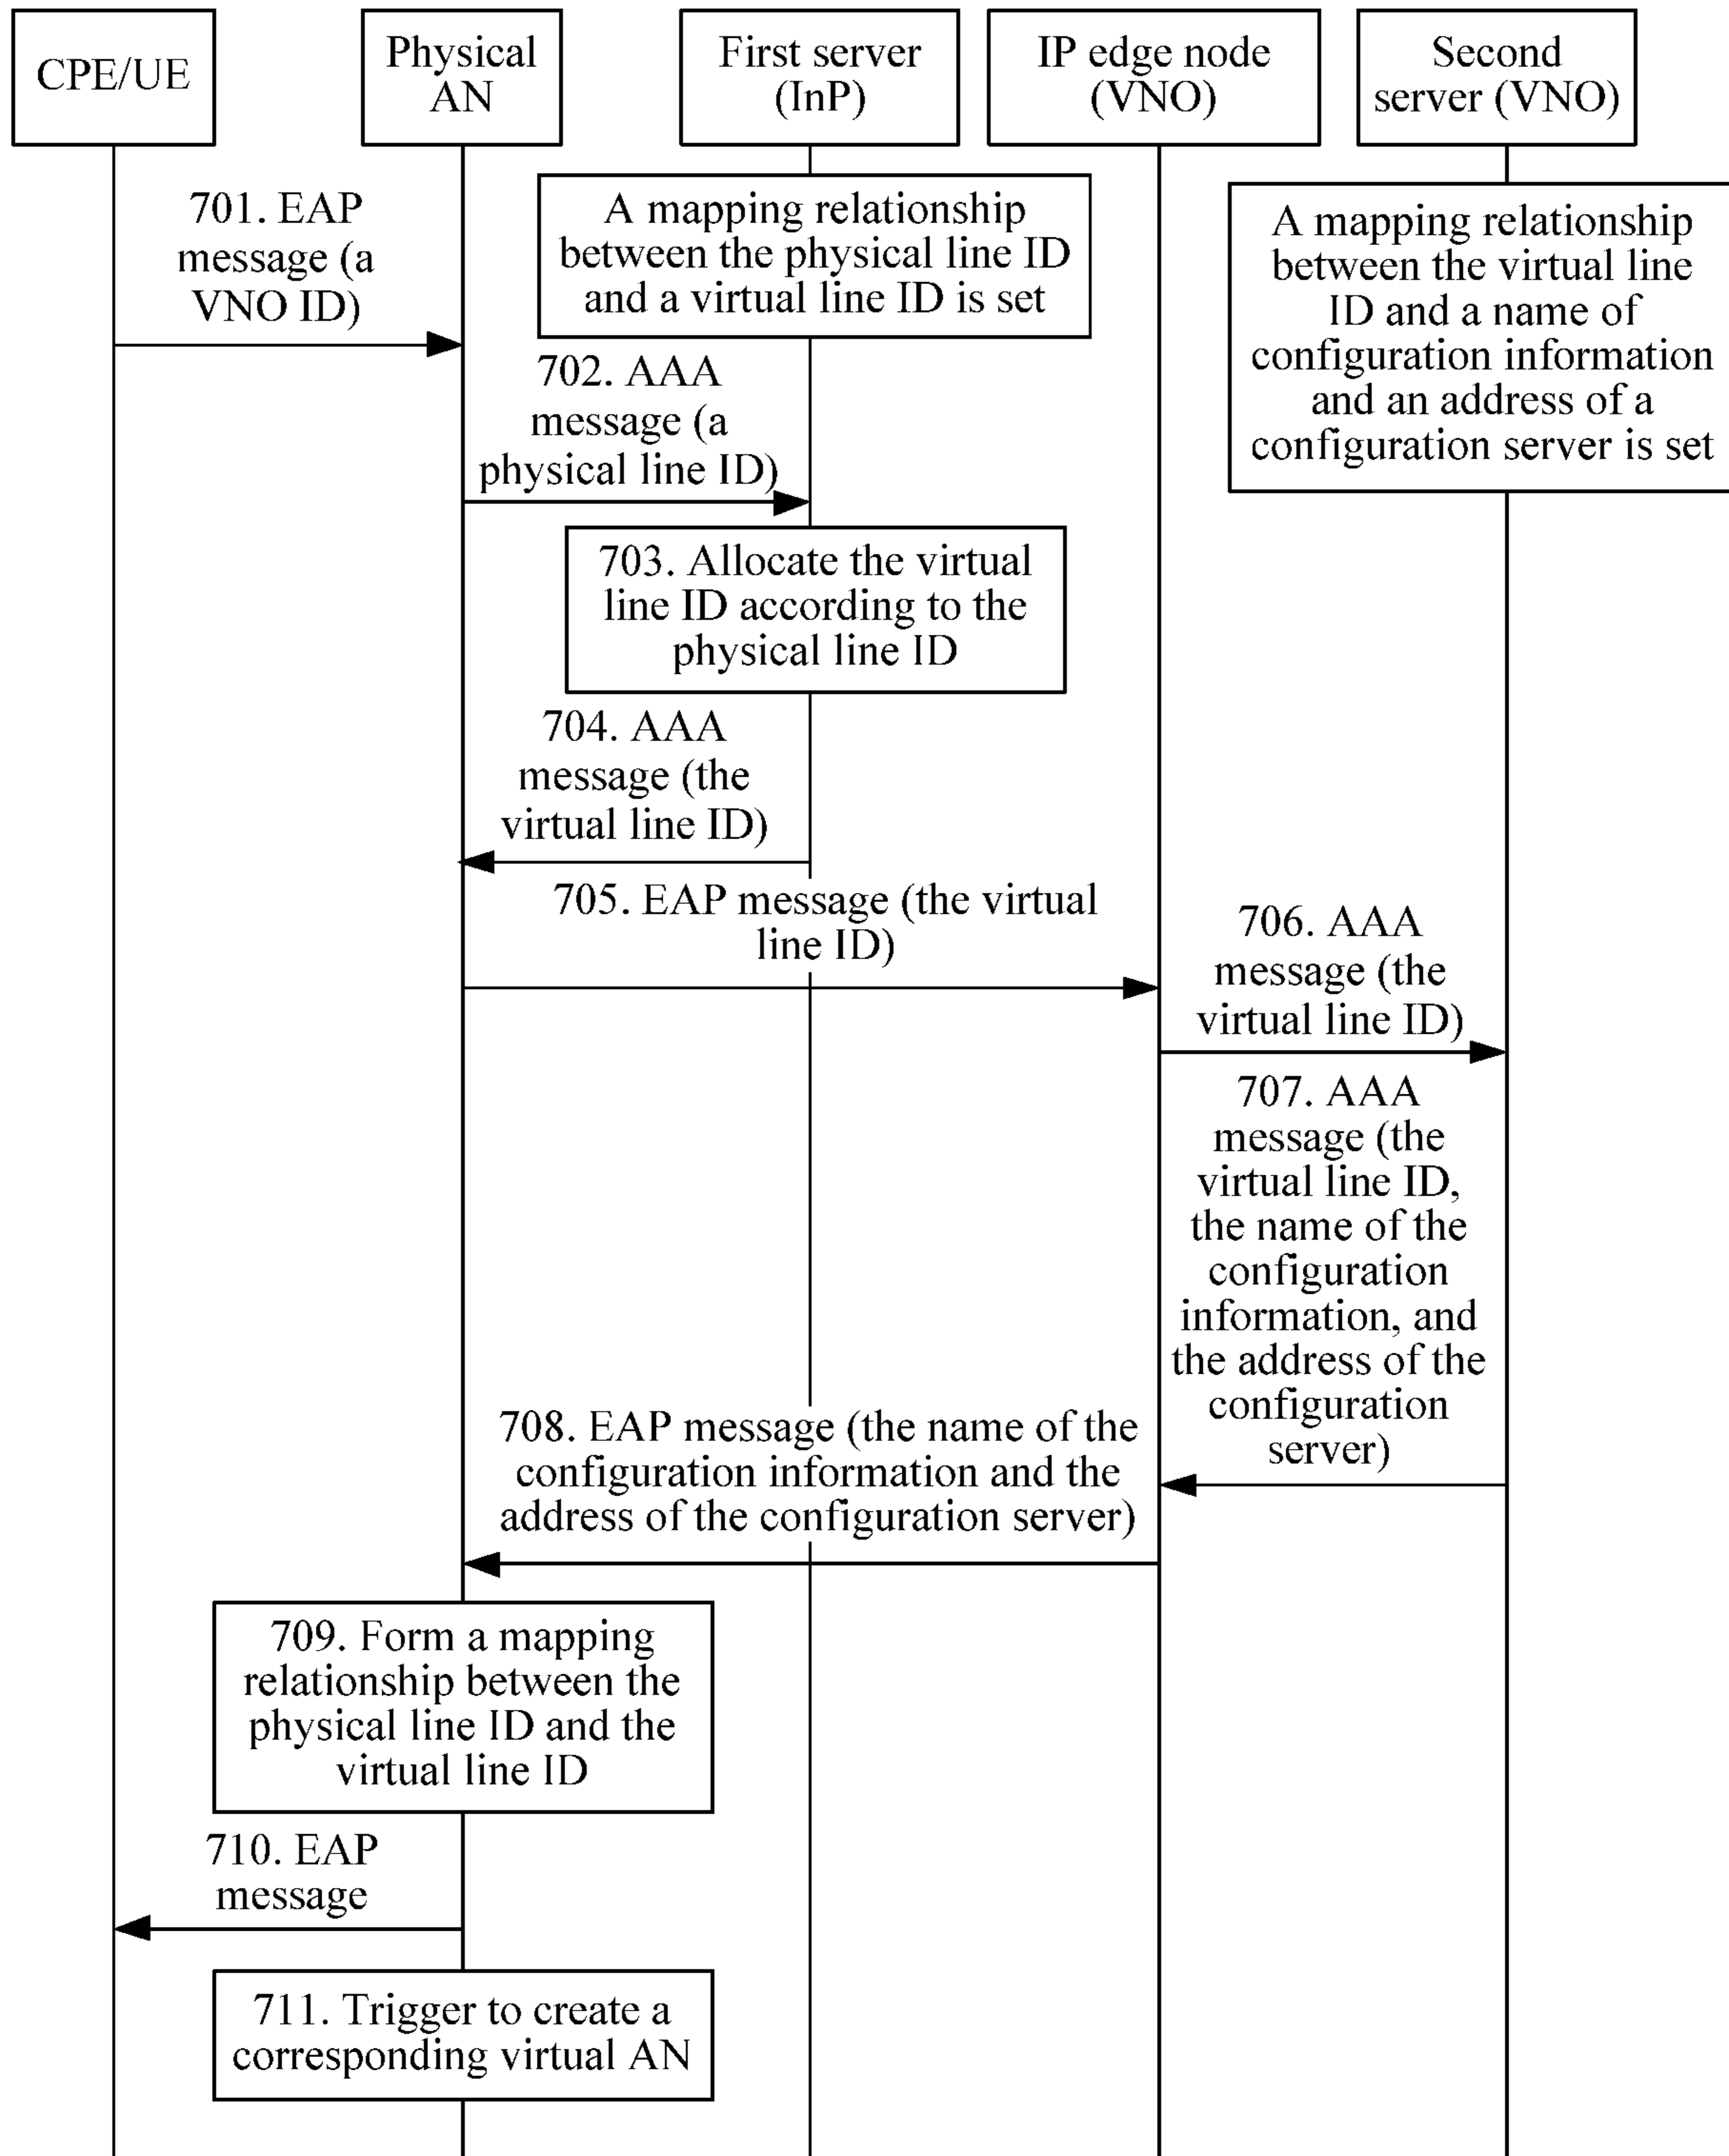 CPE/UE
Physical
AN
First server
(InP)
IP edge node
(VNO)
Second
server (VNO)
701. EAP
message (a
VNO ID)
A mapping relationship
between the physical line ID
and a virtual line ID is set
A mapping relationship
between the virtual line
ID and a name of
configuration information
and an address of a
configuration server is set
702. AAA
message (a
physical line ID)
703. Allocate the virtual
line ID according to the
physical line ID
704. AAA
message (the
virtual line ID)
705. EAP message (the virtual
line ID)
706. AAA
message (the
virtual line ID)
707. AAA
message (the
virtual line ID,
the name of the
configuration
information, and
the address of the
configuration
server)
708. EAP message (the name of the
configuration information and the
address of the configuration server)
709. Form a mapping
relationship between the
physical line ID and the
virtual line ID
710. EAP
message
711. Trigger to create a
corresponding virtual AN